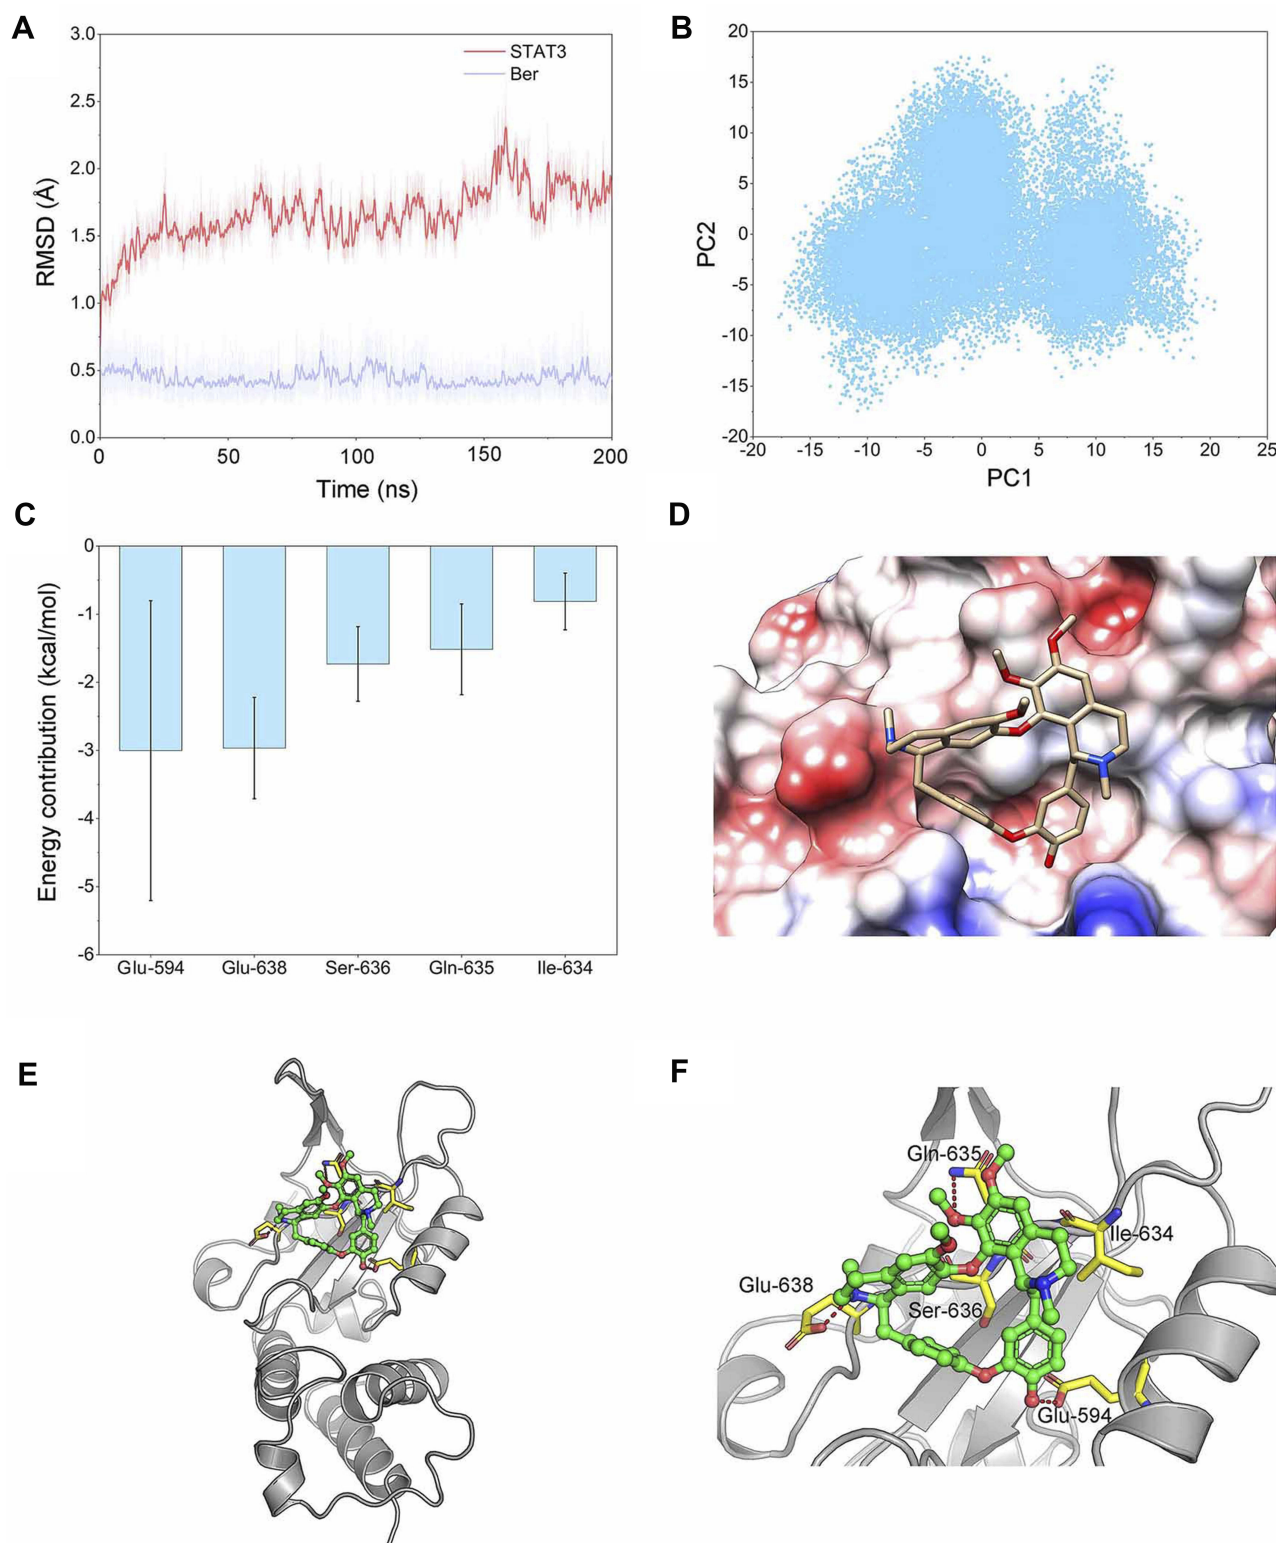 A
3.0
2.5
2.0
1.5
1.0
0.5
0.0
RMSD (Å)
STAT3
Ber
0 50 100 150 200
Time (ns)
B
20
15
10
5
0
-5
-10
-15
-20
PC2
-20 -15 -10 -5 0 5 10 15 20 25
PC1
C
0
-1
-2
-3
-4
-5
-6
Energy contribution (kcal/mol)
Glu-594 Glu-638 Ser-636 Gln-635 Ile-634
D
E
F
Gln-635
Ile-634
Glu-638
Ser-636
Glu-594